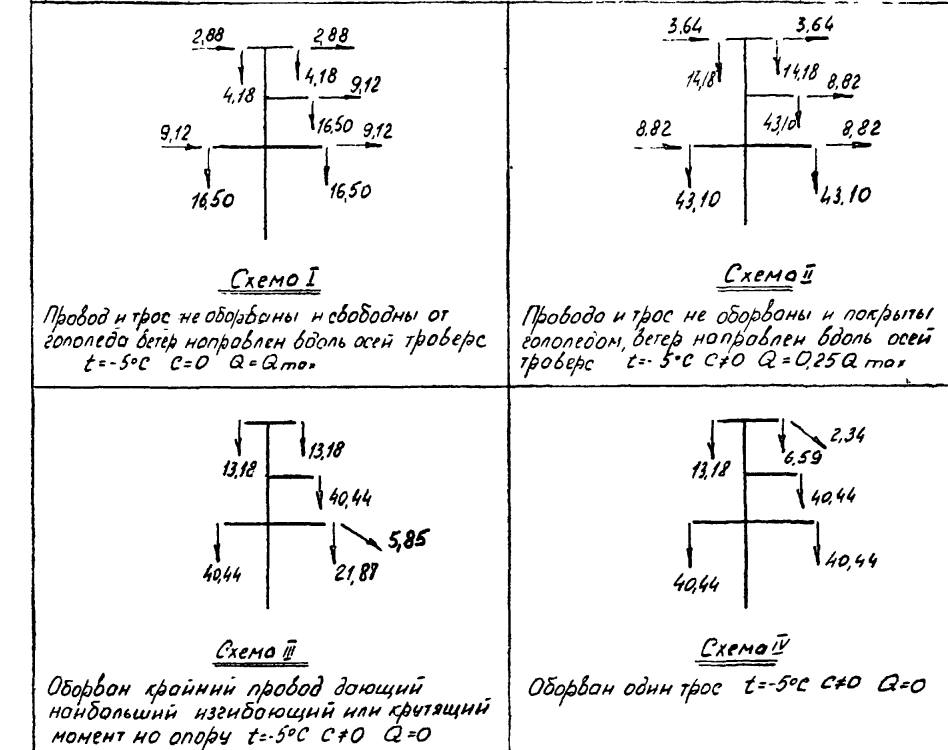 2,88 2,88
4,18 4,18
9,12
16,50
9,12 9,12
16,50 16,50
Схема I
Провод и трос не оборваны и свободны от
гололеда ветер направлен вдоль осей траверс
t=-5°C C=0 Q=Qmax
3,64 3,64
14,18 14,18
8,82
43,10
8,82 8,82
43,10 43,10
Схема II
Провода и трос не оборваны и покрыты
гололедом, ветер направлен вдоль осей
траверс t=-5°C C≠0 Q=0,25Qmax
13,18 13,18
40,44
5,85
40,44 21,87
Схема III
Оборван крайний провод дающий
наибольший изгибающий или крутящий
момент на опору t=-5°C C≠0 Q=0
2,34
13,18 6,59
40,44
40,44 40,44
Схема IV
Оборван один трос t=-5°C C≠0 Q=0